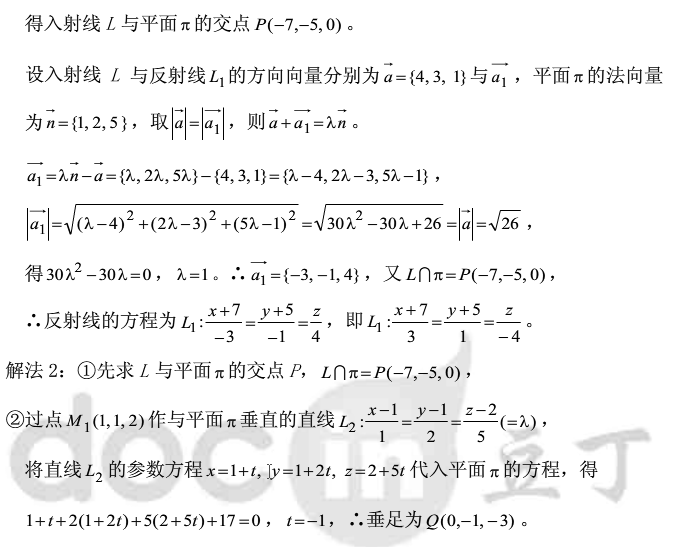 得入射线 L 与平面 π 的交点 P(−7,−5,0)。
设入射线 L 与反射线 L₁ 的方向向量分别为 a⃗={4,3, 1} 与 a₁⃗，平面 π 的法向量
为 n⃗={1,2,5}，取 |a⃗|=|a₁⃗|，则 a⃗+a₁⃗=λn⃗。
a₁⃗=λn⃗−a⃗={λ, 2λ, 5λ}−{4,3,1}={λ−4, 2λ−3, 5λ−1}，
|a₁⃗|=√((λ−4)²+(2λ−3)²+(5λ−1)²)=√(30λ²−30λ+26)=|a⃗|=√26，
得 30λ²−30λ=0，λ=1。∴ a₁⃗={−3, −1, 4}，又 L∩π=P(−7,−5,0)，
∴反射线的方程为 L₁:(x+7)/(−3)=(y+5)/(−1)=z/4，即 L₁:(x+7)/3=(y+5)/1=z/(−4)。
解法 2：①先求 L 与平面 π 的交点 P，L∩π=P(−7,−5,0)，
②过点 M₁(1,1,2) 作与平面 π 垂直的直线 L₂:(x−1)/1=(y−1)/2=(z−2)/5(=λ)，
将直线 L₂ 的参数方程 x=1+t, y=1+2t, z=2+5t 代入平面 π 的方程，得
1+t+2(1+2t)+5(2+5t)+17=0，t=−1，∴垂足为 Q(0,−1,−3)。
docin 豆丁